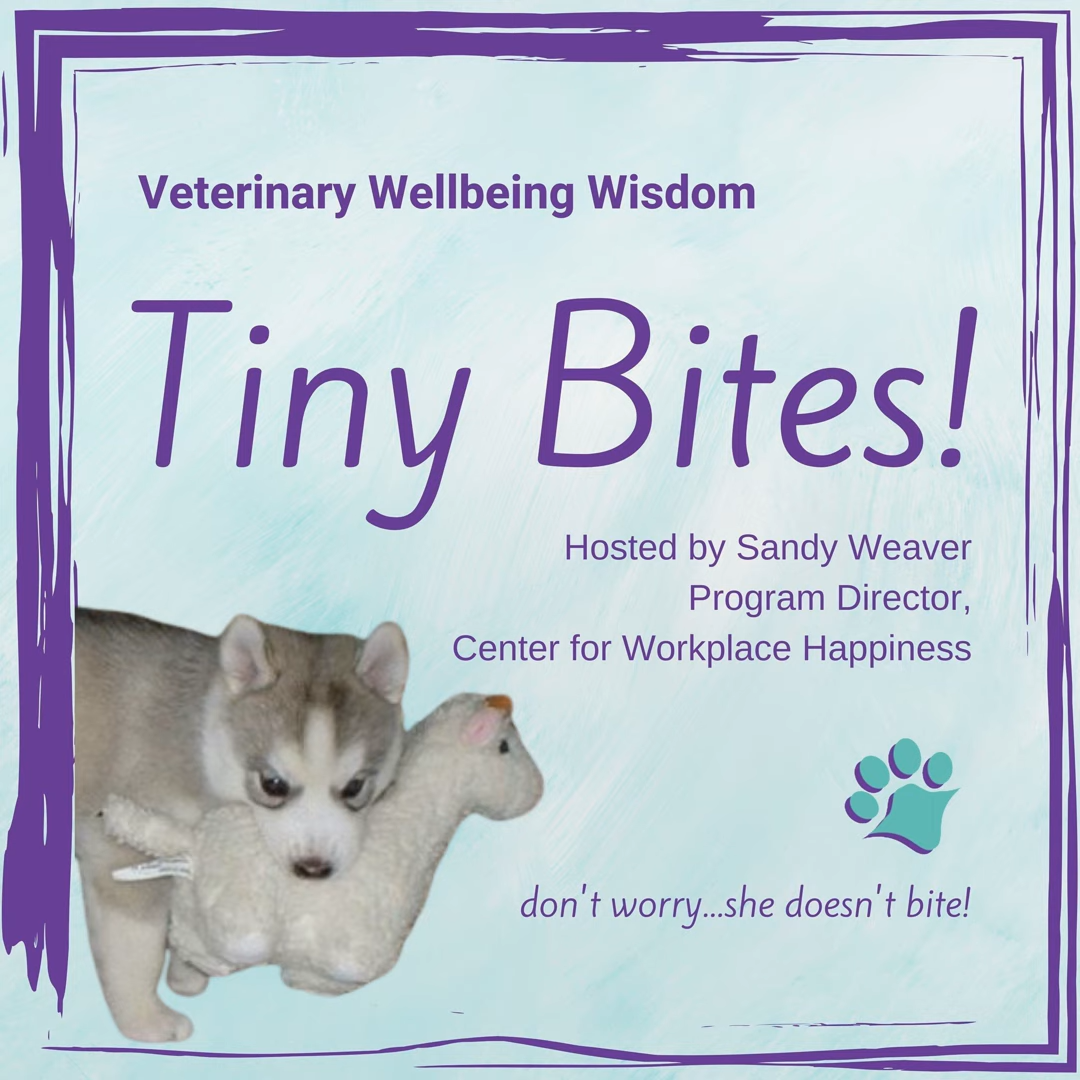 Veterinary Wellbeing Wisdom
Tiny Bites!
Hosted by Sandy Weaver
Program Director,
Center for Workplace Happiness
don't worry...she doesn't bite!